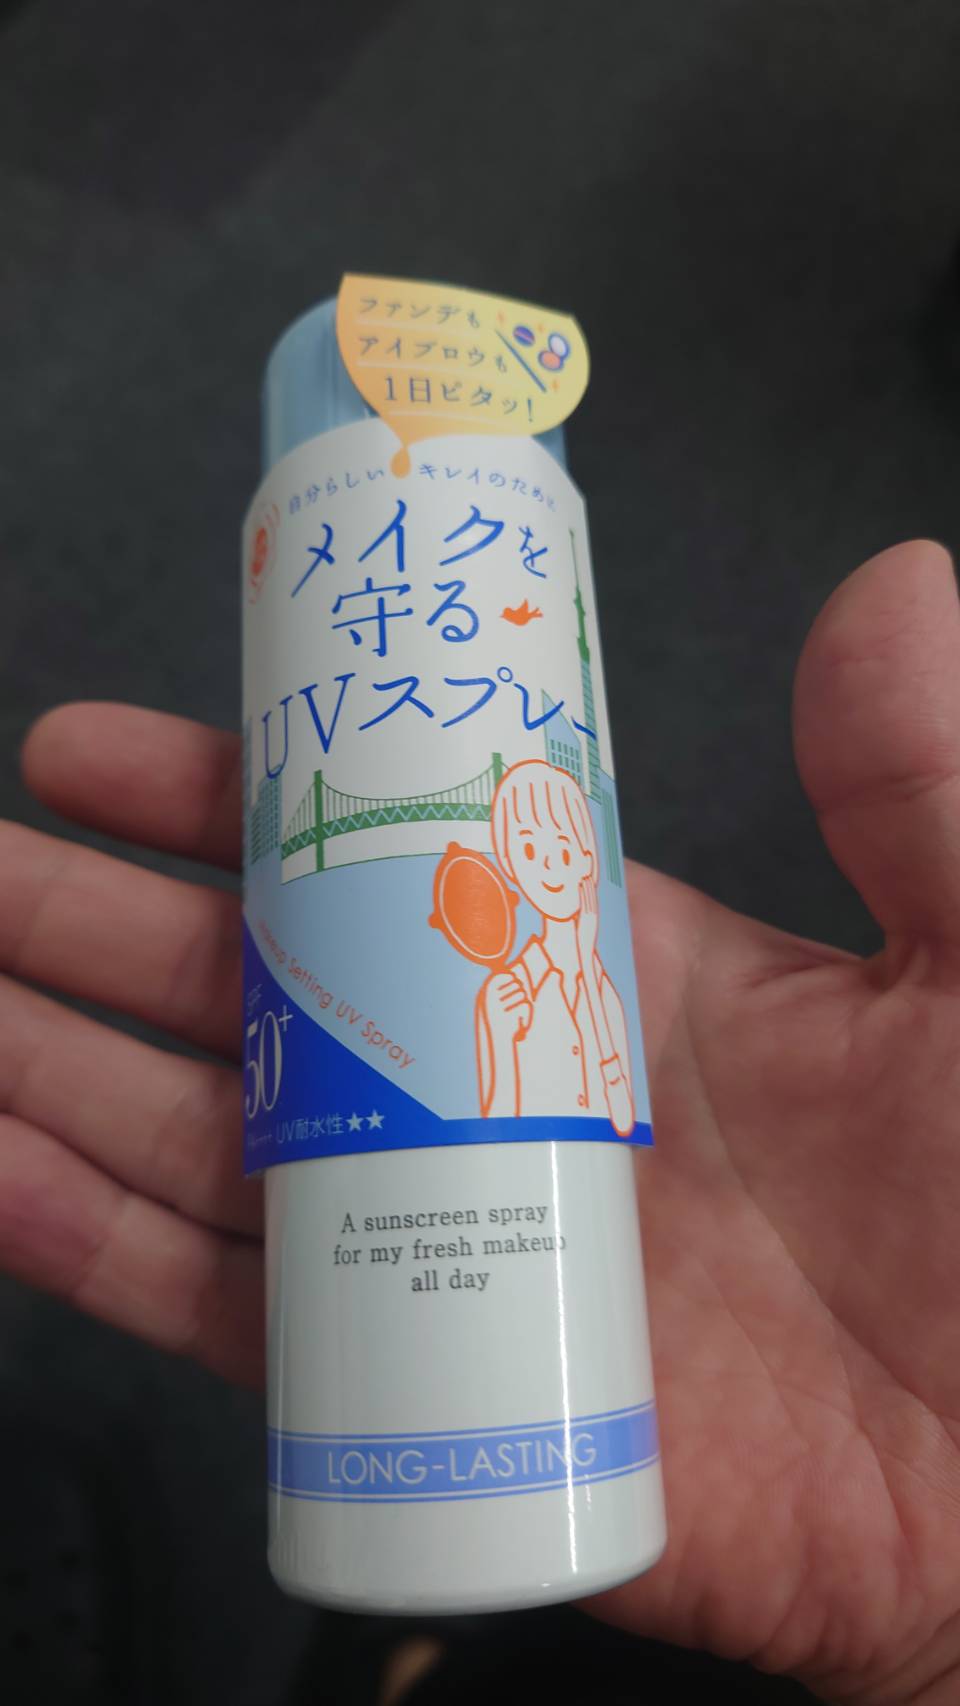 ファンデも
アイブロウも
1日ピタッ!
自分らしい キレイのために
メイクを
守る
UVスプレー
Makeup Setting UV Spray
SPF
50+
PA++++ UV耐水性★★
A sunscreen spray
for my fresh makeup
all day
LONG-LASTING